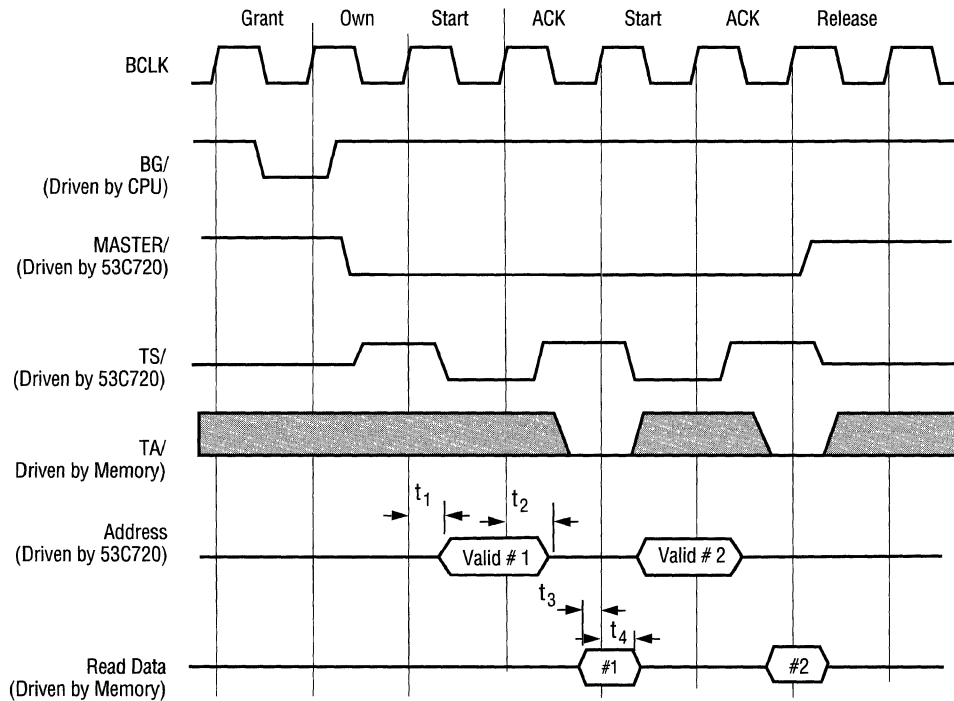 Grant Own Start ACK Start ACK Release
BCLK
BG/
(Driven by CPU)
MASTER/
(Driven by 53C720)
TS/
(Driven by 53C720)
TA/
Driven by Memory)
t1 t2
Address
(Driven by 53C720)
Valid # 1 Valid # 2
t3
t4
Read Data
(Driven by Memory)
#1 #2